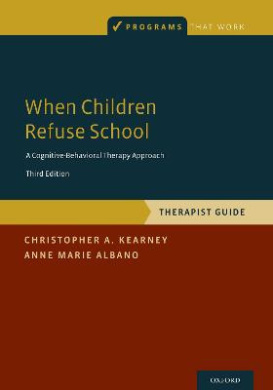 ✓ PROGRAMS THAT WORK
When Children
Refuse School
A Cognitive-Behavioral Therapy Approach
Third Edition
THERAPIST GUIDE
CHRISTOPHER A. KEARNEY
ANNE MARIE ALBANO
OXFORD